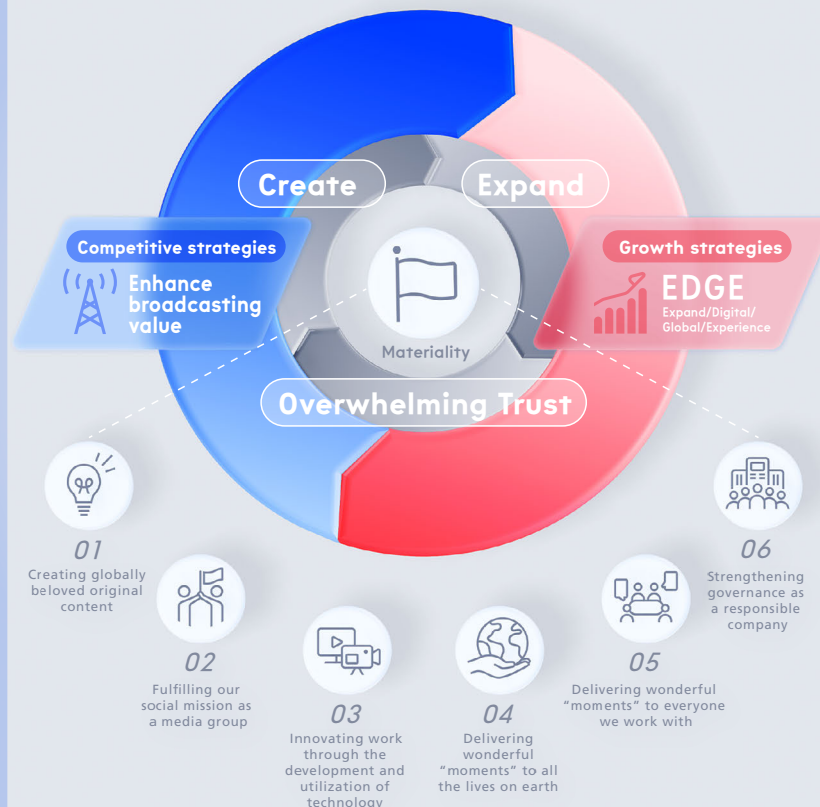 Create
Expand
Competitive strategies
Enhance
broadcasting
value
Growth strategies
EDGE
Expand/Digital/
Global/Experience
Materiality
Overwhelming Trust
01
Creating globally
beloved original
content
02
Fulfilling our
social mission as
a media group
03
Innovating work
through the
development and
utilization of
technology
04
Delivering
wonderful
“moments” to all
the lives on earth
05
Delivering wonderful
“moments” to everyone
we work with
06
Strengthening
governance as
a responsible
company